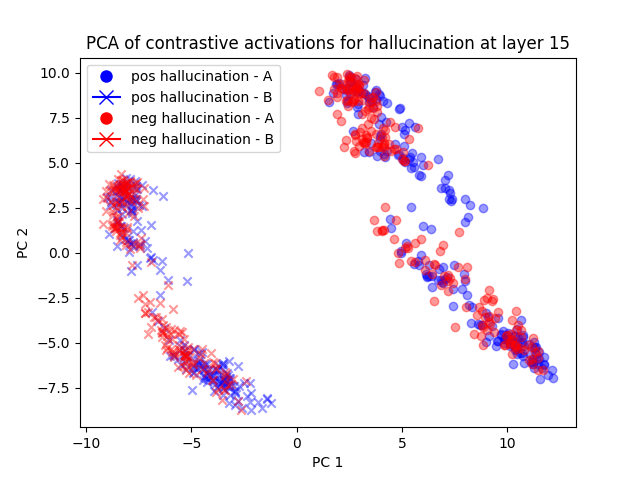 PCA of contrastive activations for hallucination at layer 15
pos hallucination - A
pos hallucination - B
neg hallucination - A
neg hallucination - B
10.0
7.5
5.0
2.5
0.0
−2.5
−5.0
−7.5
PC 2
−10
−5
0
5
10
PC 1